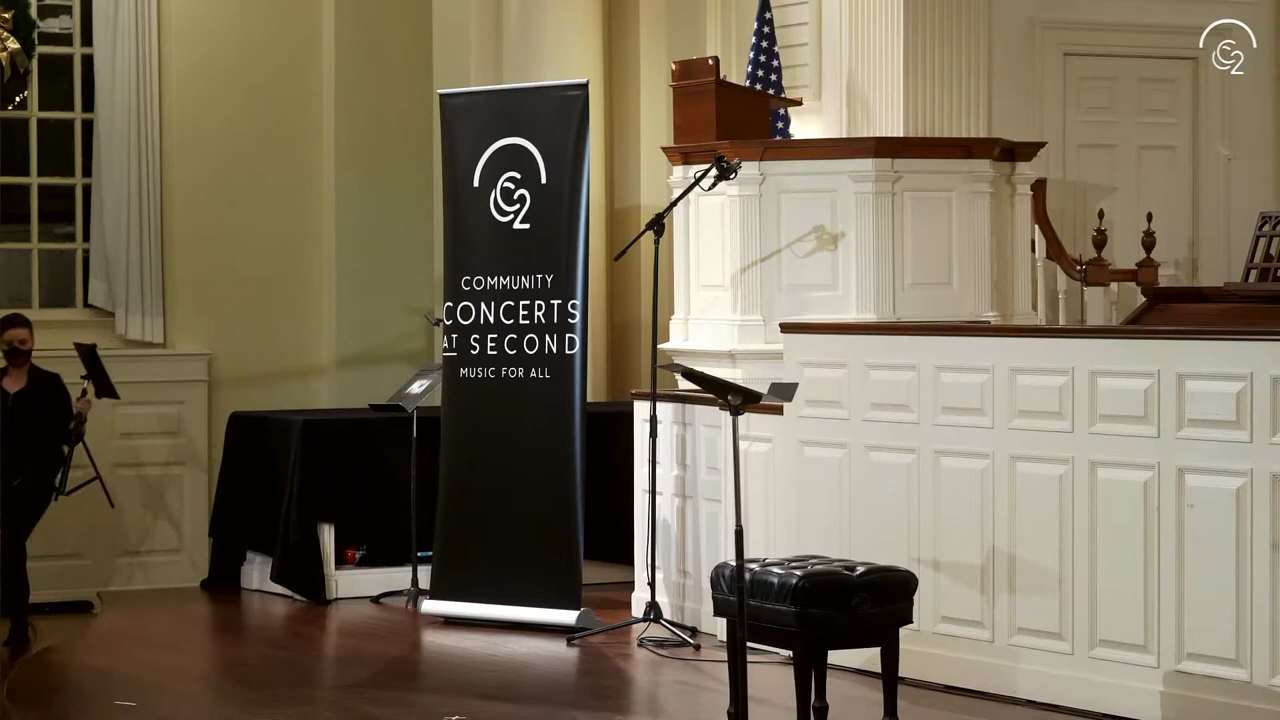 C2
COMMUNITY
CONCERTS
AT SECOND
MUSIC FOR ALL
C2